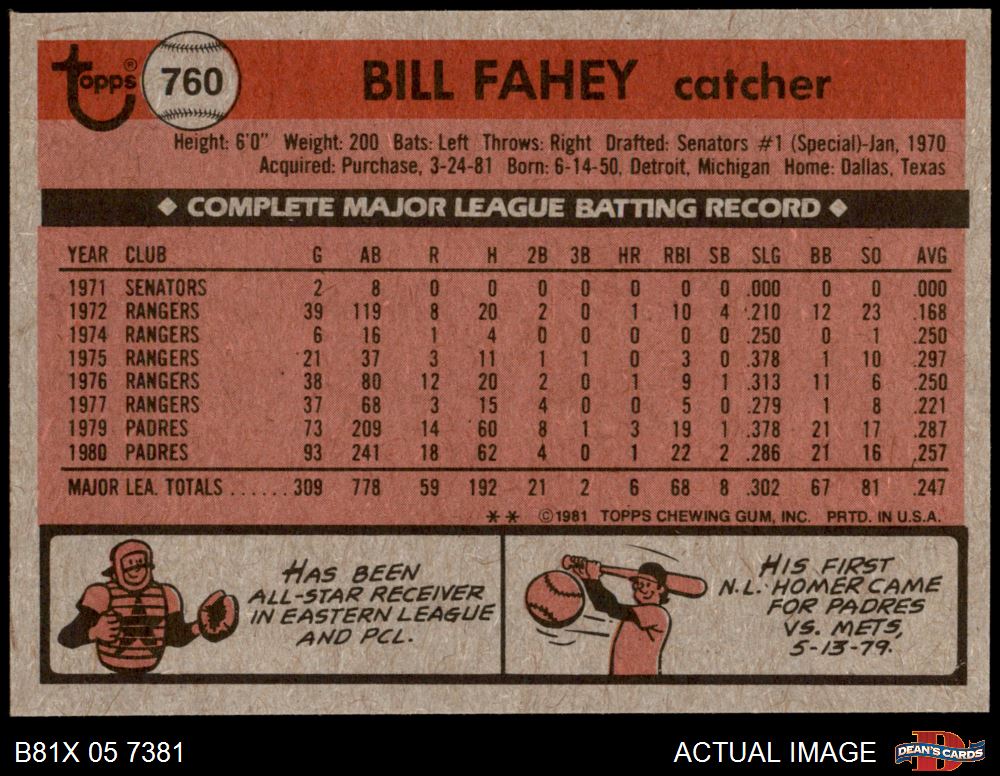 Topps® 760 BILL FAHEY catcher
Height: 6'0" Weight: 200 Bats: Left Throws: Right Drafted: Senators #1 (Special)-Jan, 1970
Acquired: Purchase, 3-24-81 Born: 6-14-50, Detroit, Michigan Home: Dallas, Texas
◆ COMPLETE MAJOR LEAGUE BATTING RECORD ◆
YEAR CLUB G AB R H 2B 3B HR RBI SB SLG BB SO AVG
1971 SENATORS 2 8 0 0 0 0 0 0 0 .000 0 0 .000
1972 RANGERS 39 119 8 20 2 0 1 10 4 .210 12 23 .168
1974 RANGERS 6 16 1 4 0 0 0 0 0 .250 0 1 .250
1975 RANGERS 21 37 3 11 1 1 0 3 0 .378 1 10 .297
1976 RANGERS 38 80 12 20 2 0 1 9 1 .313 11 6 .250
1977 RANGERS 37 68 3 15 4 0 0 5 0 .279 1 8 .221
1979 PADRES 73 209 14 60 8 1 3 19 1 .378 21 17 .287
1980 PADRES 93 241 18 62 4 0 1 22 2 .286 21 16 .257
MAJOR LEA. TOTALS ...... 309 778 59 192 21 2 6 68 8 .302 67 81 .247
** ©1981 TOPPS CHEWING GUM, INC. PRTD. IN U.S.A.
HAS BEEN
ALL-STAR RECEIVER
IN EASTERN LEAGUE
AND PCL.
HIS FIRST
N.L. HOMER CAME
FOR PADRES
VS. METS,
5-13-79.
B81X 05 7381 ACTUAL IMAGE DEAN'S CARDS